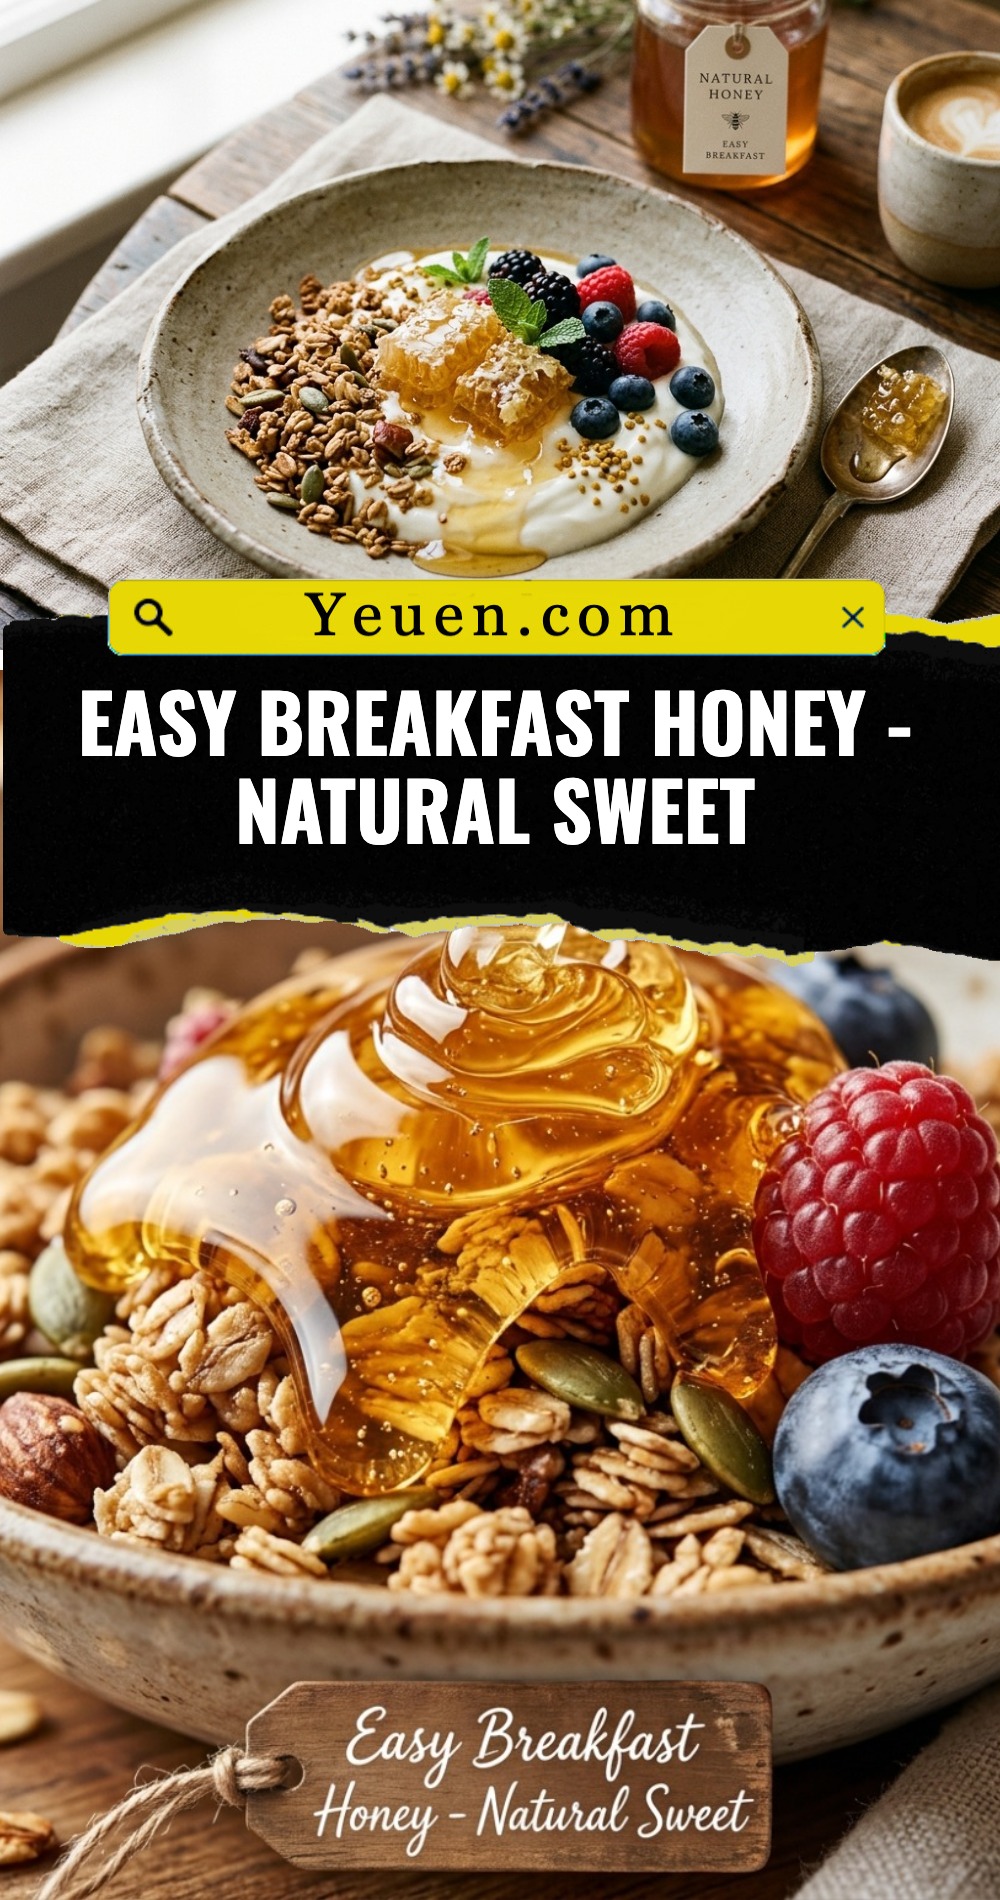 NATURAL
HONEY
EASY
BREAKFAST
Yeuen.com
EASY BREAKFAST HONEY -
NATURAL SWEET
Easy Breakfast
Honey - Natural Sweet